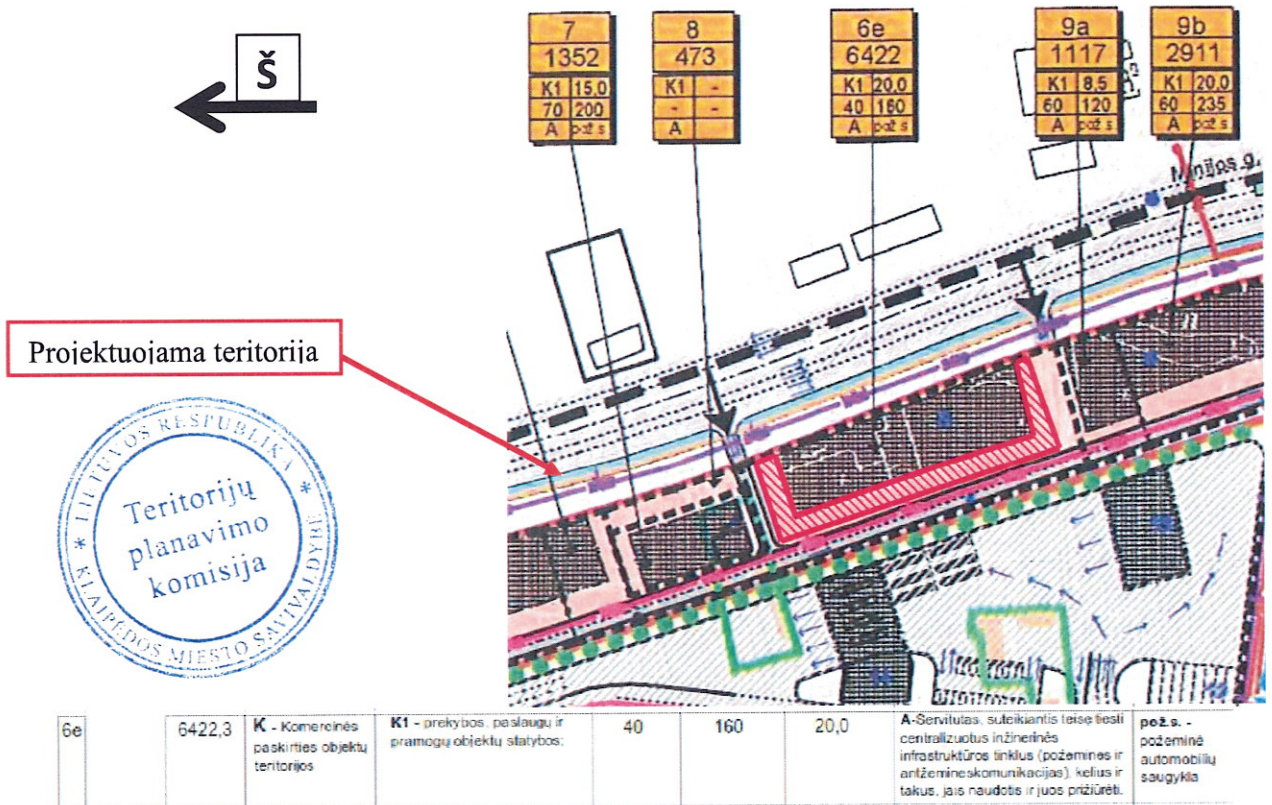 Š
7
1352
K1 15,0
70 200
A pož s
8
473
K1 -
- -
A
6e
6422
K1 20,0
40 160
A pož s
9a
1117
K1 8,5
60 120
A pož s
9b
2911
K1 20,0
60 235
A pož s
Minijos g.
Projektuojama teritorija
* LIETUVOS RESPUBLIKA *
KLAIPĖDOS MIESTO SAVIVALDYBĖ
Teritorijų
planavimo
komisija
6e 6422,3 K - Komercinės
paskirties objektų
teritorijos
K1 - prekybos, paslaugų ir
pramogų objektų statybos;
40 160 20,0
A-Servitutas, suteikiantis teisę tiesti
centralizuotus inžinerinės
infrastruktūros tinklus (požemines ir
antžemineskomunikacijas), kelius ir
takus, jais naudotis ir juos prižiūrėti.
pož.s. -
požeminė
automobilių
saugykla